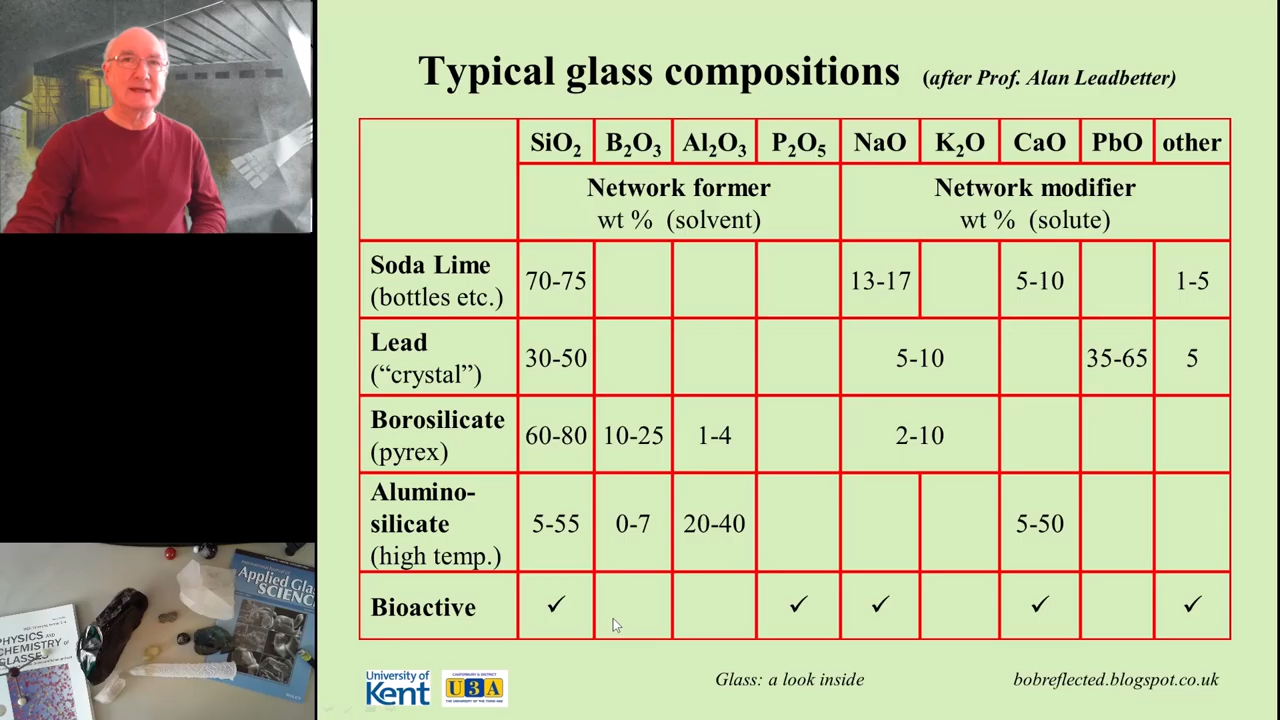 Typical glass compositions (after Prof. Alan Leadbetter)
SiO₂ B₂O₃ Al₂O₃ P₂O₅ NaO K₂O CaO PbO other
Network former Network modifier
wt % (solvent) wt % (solute)
Soda Lime
(bottles etc.) 70-75 13-17 5-10 1-5
Lead
(“crystal”) 30-50 5-10 35-65 5
Borosilicate
(pyrex) 60-80 10-25 1-4 2-10
Alumino-
silicate
(high temp.) 5-55 0-7 20-40 5-50
Bioactive ✓ ✓ ✓ ✓ ✓
University of
Kent
U3A
Glass: a look inside
bobreflected.blogspot.co.uk
PHYSICS AND
CHEMISTRY OF
GLASSE
Applied Gla
SCIENC